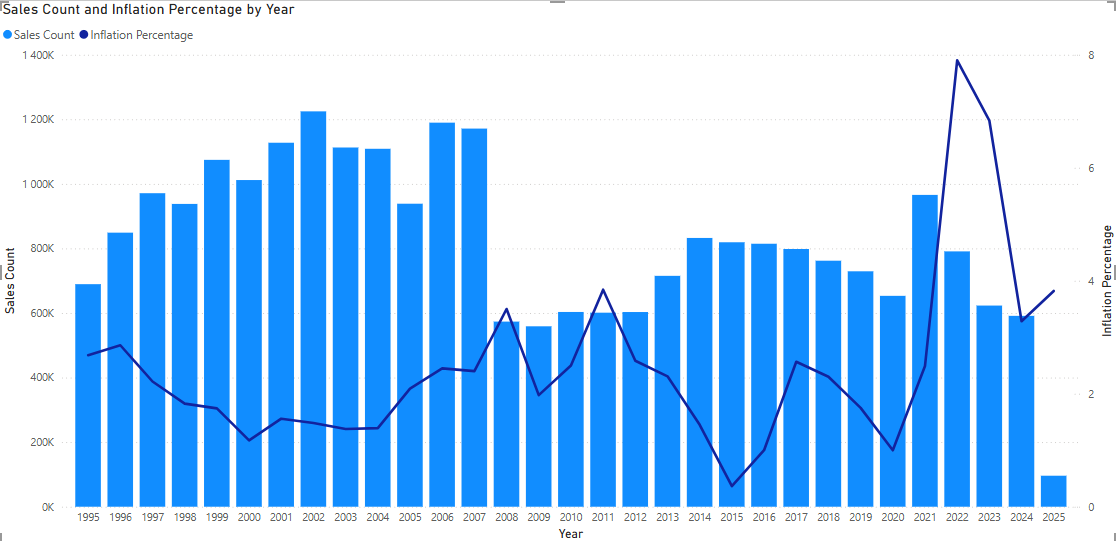 Sales Count and Inflation Percentage by Year
Sales Count Inflation Percentage
1 400K
1 200K
1 000K
800K
600K
400K
200K
0K
Sales Count
8
6
4
2
0
Inflation Percentage
1995 1996 1997 1998 1999 2000 2001 2002 2003 2004 2005 2006 2007 2008 2009 2010 2011 2012 2013 2014 2015 2016 2017 2018 2019 2020 2021 2022 2023 2024 2025
Year